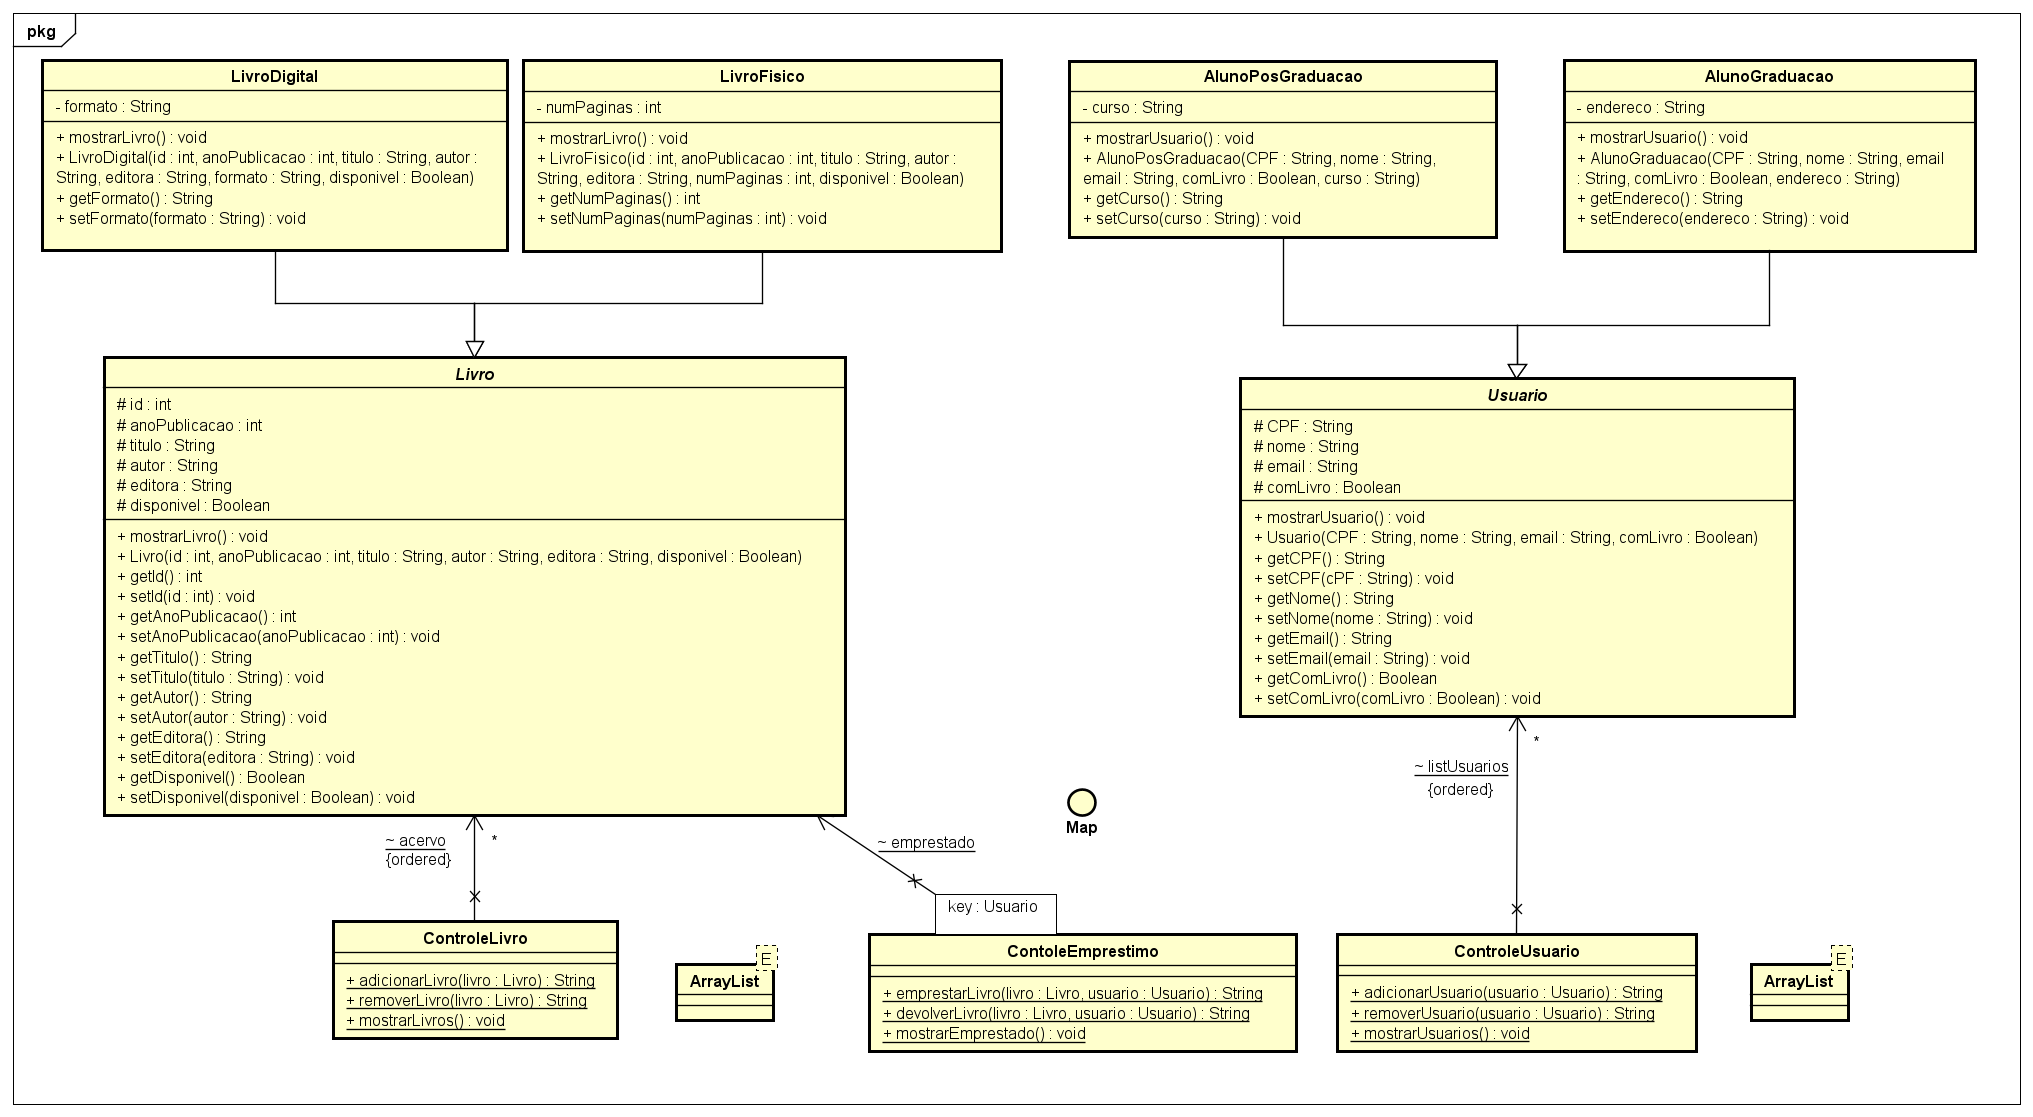 pkg
LivroDigital
- formato : String
+ mostrarLivro() : void
+ LivroDigital(id : int, anoPublicacao : int, titulo : String, autor :
String, editora : String, formato : String, disponivel : Boolean)
+ getFormato() : String
+ setFormato(formato : String) : void
LivroFisico
- numPaginas : int
+ mostrarLivro() : void
+ LivroFisico(id : int, anoPublicacao : int, titulo : String, autor :
String, editora : String, numPaginas : int, disponivel : Boolean)
+ getNumPaginas() : int
+ setNumPaginas(numPaginas : int) : void
AlunoPosGraduacao
- curso : String
+ mostrarUsuario() : void
+ AlunoPosGraduacao(CPF : String, nome : String,
email : String, comLivro : Boolean, curso : String)
+ getCurso() : String
+ setCurso(curso : String) : void
AlunoGraduacao
- endereco : String
+ mostrarUsuario() : void
+ AlunoGraduacao(CPF : String, nome : String, email
: String, comLivro : Boolean, endereco : String)
+ getEndereco() : String
+ setEndereco(endereco : String) : void
Livro
# id : int
# anoPublicacao : int
# titulo : String
# autor : String
# editora : String
# disponivel : Boolean
+ mostrarLivro() : void
+ Livro(id : int, anoPublicacao : int, titulo : String, autor : String, editora : String, disponivel : Boolean)
+ getId() : int
+ setId(id : int) : void
+ getAnoPublicacao() : int
+ setAnoPublicacao(anoPublicacao : int) : void
+ getTitulo() : String
+ setTitulo(titulo : String) : void
+ getAutor() : String
+ setAutor(autor : String) : void
+ getEditora() : String
+ setEditora(editora : String) : void
+ getDisponivel() : Boolean
+ setDisponivel(disponivel : Boolean) : void
Usuario
# CPF : String
# nome : String
# email : String
# comLivro : Boolean
+ mostrarUsuario() : void
+ Usuario(CPF : String, nome : String, email : String, comLivro : Boolean)
+ getCPF() : String
+ setCPF(cPF : String) : void
+ getNome() : String
+ setNome(nome : String) : void
+ getEmail() : String
+ setEmail(email : String) : void
+ getComLivro() : Boolean
+ setComLivro(comLivro : Boolean) : void
~ acervo
*
{ordered}
~ emprestado
Map
*
~ listUsuarios
{ordered}
key : Usuario
ControleLivro
+ adicionarLivro(livro : Livro) : String
+ removerLivro(livro : Livro) : String
+ mostrarLivros() : void
E
ArrayList
ContoleEmprestimo
+ emprestarLivro(livro : Livro, usuario : Usuario) : String
+ devolverLivro(livro : Livro, usuario : Usuario) : String
+ mostrarEmprestado() : void
ControleUsuario
+ adicionarUsuario(usuario : Usuario) : String
+ removerUsuario(usuario : Usuario) : String
+ mostrarUsuarios() : void
E
ArrayList